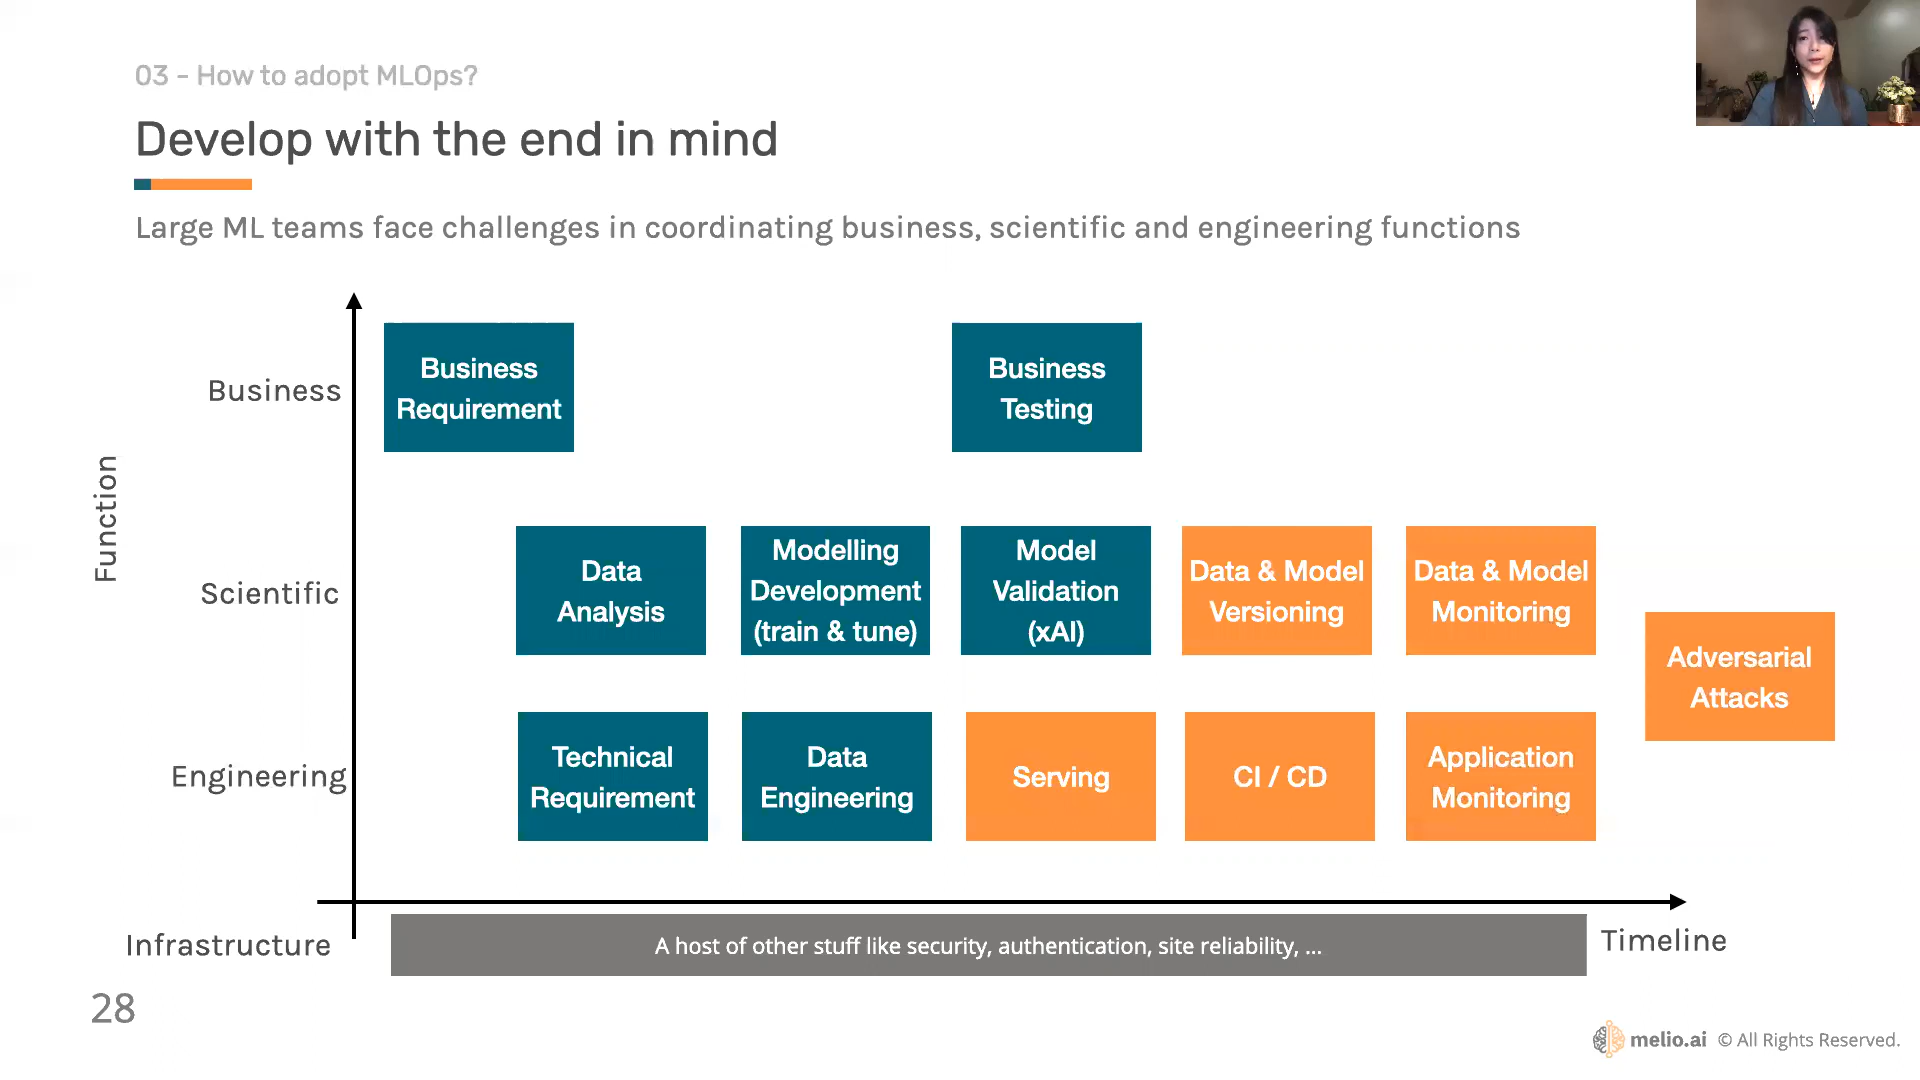 03 - How to adopt MLOps?
Develop with the end in mind
Large ML teams face challenges in coordinating business, scientific and engineering functions
Function
Business
Business
Requirement
Business
Testing
Scientific
Data
Analysis
Modelling
Development
(train & tune)
Model
Validation
(xAI)
Data & Model
Versioning
Data & Model
Monitoring
Adversarial
Attacks
Engineering
Technical
Requirement
Data
Engineering
Serving
CI / CD
Application
Monitoring
Infrastructure
A host of other stuff like security, authentication, site reliability, ...
Timeline
28
melio.ai © All Rights Reserved.